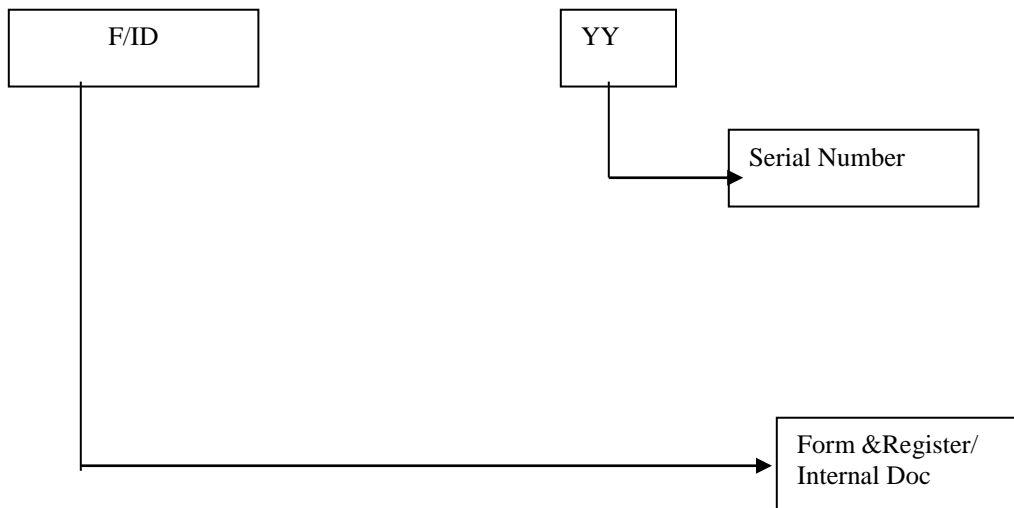 F/ID
YY
Serial Number
Form &Register/
Internal Doc